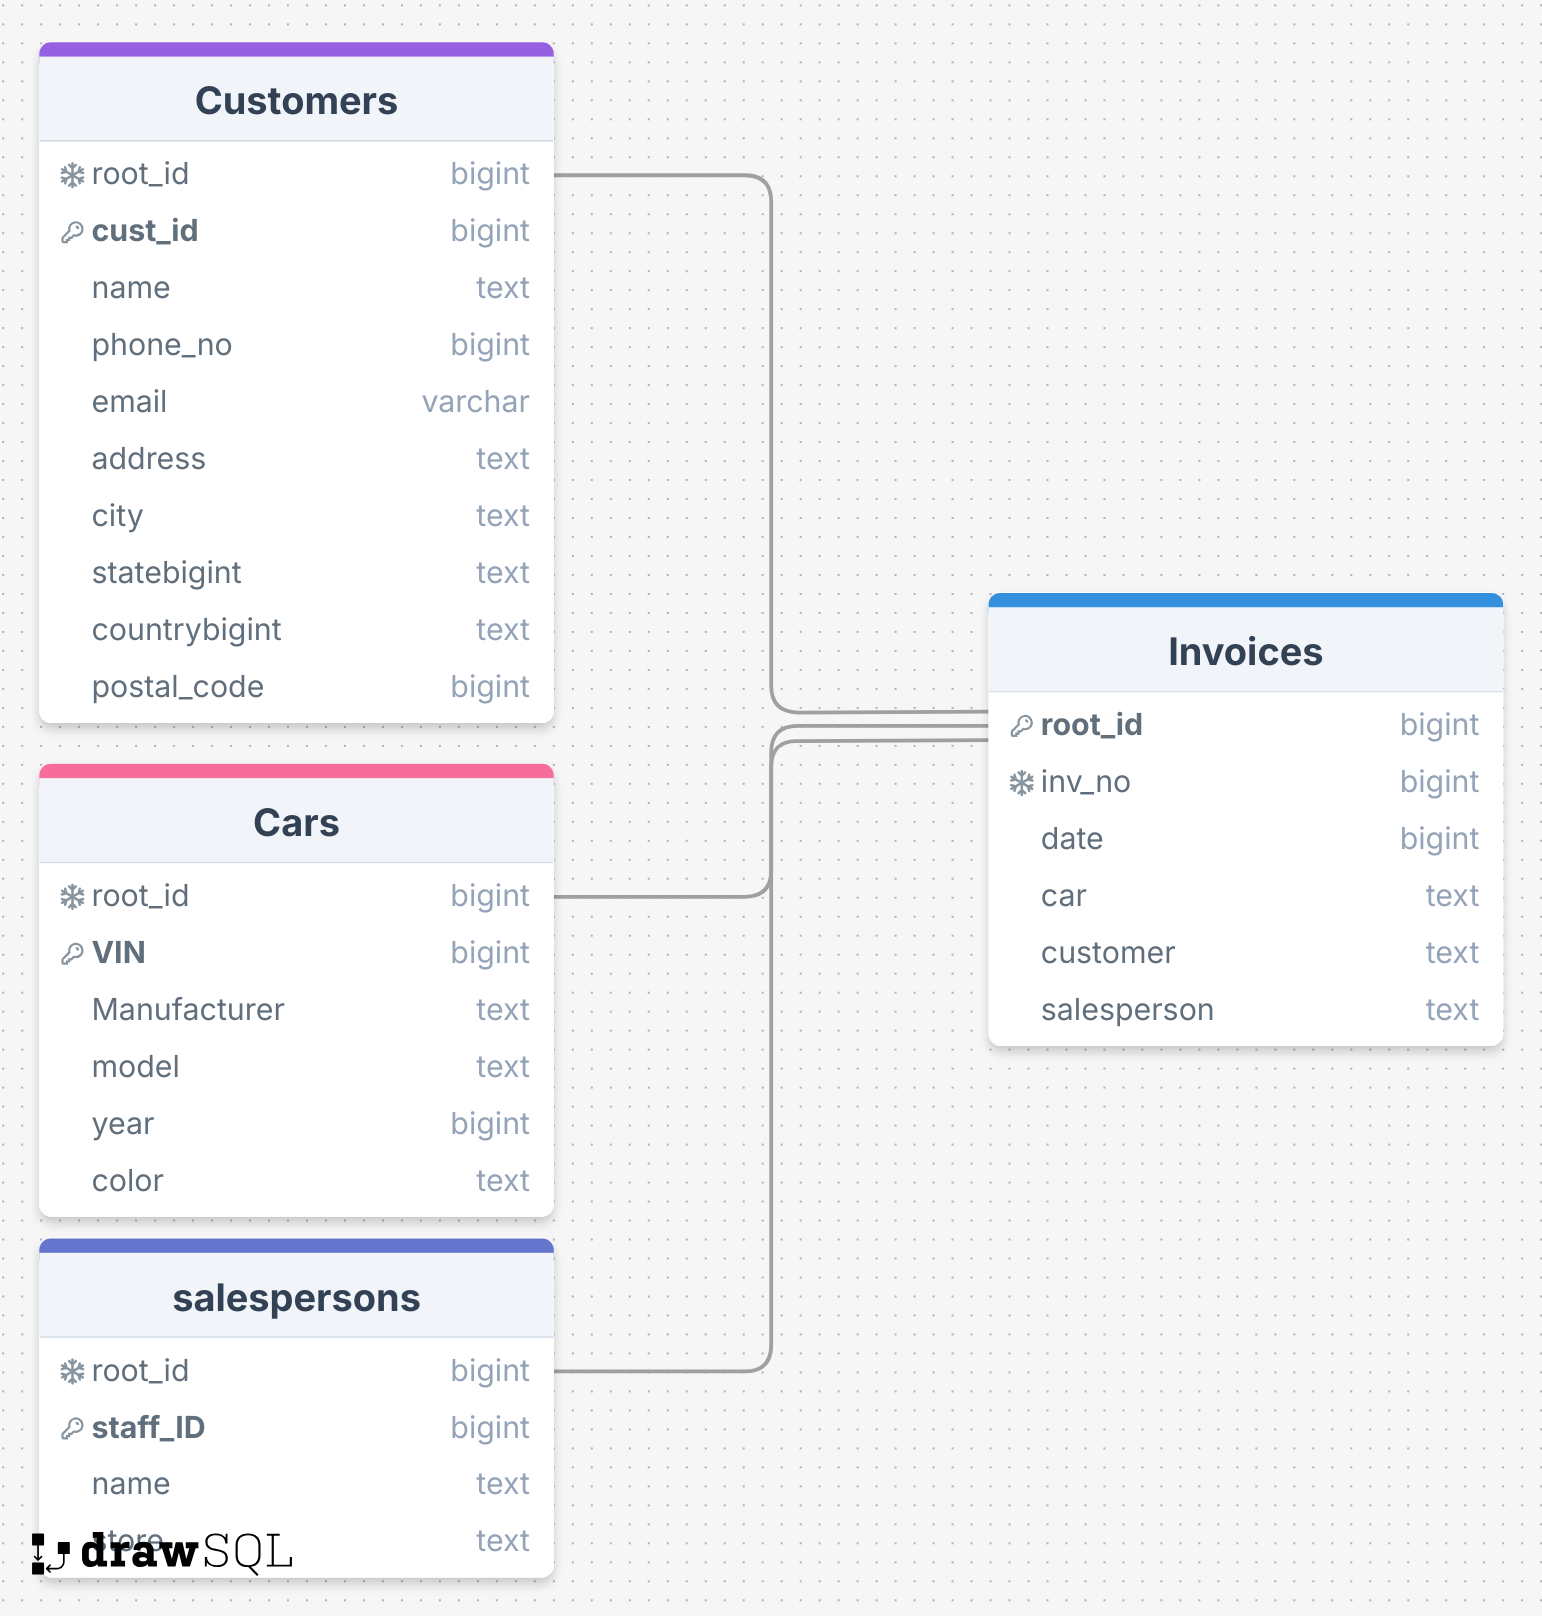 Customers
root_id bigint
cust_id bigint
name text
phone_no bigint
email varchar
address text
city text
statebigint text
countrybigint text
postal_code bigint
Cars
root_id bigint
VIN bigint
Manufacturer text
model text
year bigint
color text
salespersons
root_id bigint
staff_ID bigint
name text
store text
drawSQL
Invoices
root_id bigint
inv_no bigint
date bigint
car text
customer text
salesperson text